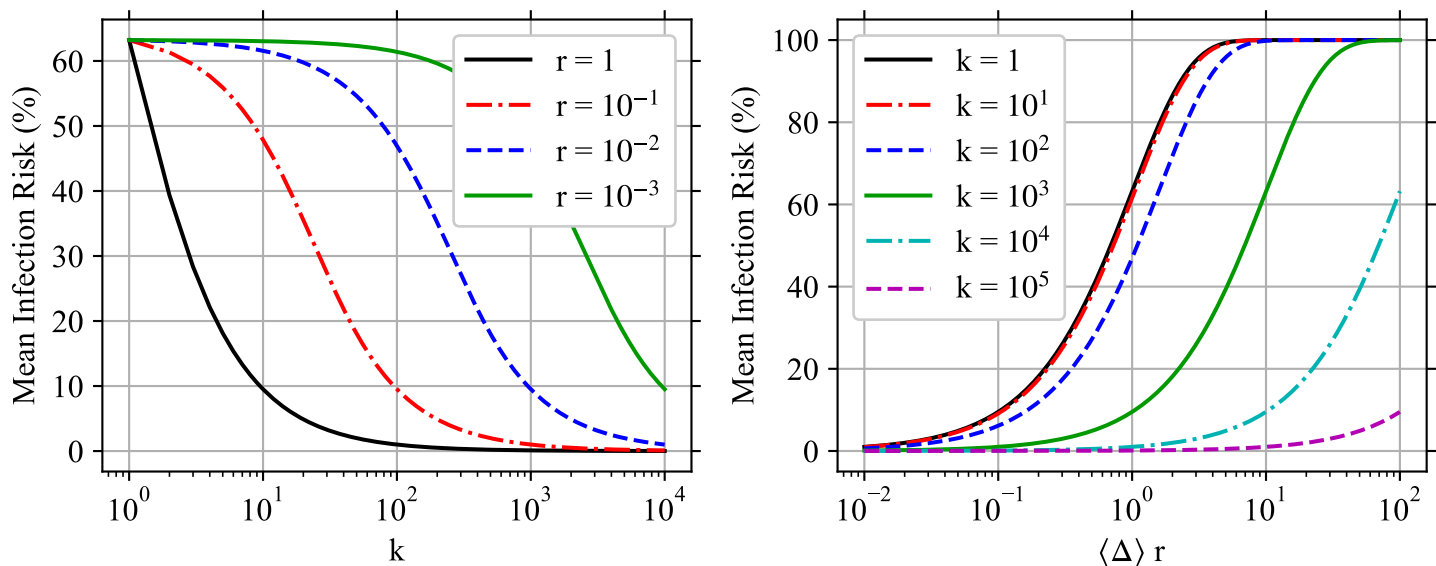 Mean Infection Risk (%)
60
50
40
30
20
10
0
10⁰
10¹
10²
10³
10⁴
k
r = 1
r = 10⁻¹
r = 10⁻²
r = 10⁻³
Mean Infection Risk (%)
100
80
60
40
20
0
10⁻²
10⁻¹
10⁰
10¹
10²
⟨Δ⟩ r
k = 1
k = 10¹
k = 10²
k = 10³
k = 10⁴
k = 10⁵